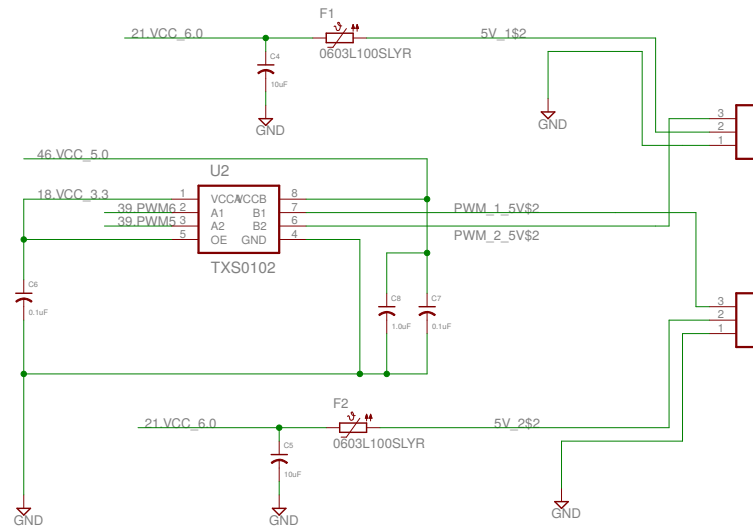 F1
21.VCC_6.0
5V_1$2
C4
0603L100SLYR
10uF
GND
GND
3
2
1
46.VCC_5.0
U2
18.VCC_3.3
1
VCCA
VCCB
8
39.PWM6
2
A1
B1
7
PWM_1_5V$2
39.PWM5
3
A2
B2
6
5
OE
GND
4
PWM_2_5V$2
TXS0102
C6
0.1uF
C8
1.0uF
C7
0.1uF
3
2
1
F2
21.VCC_6.0
5V_2$2
C5
0603L100SLYR
10uF
GND
GND
GND